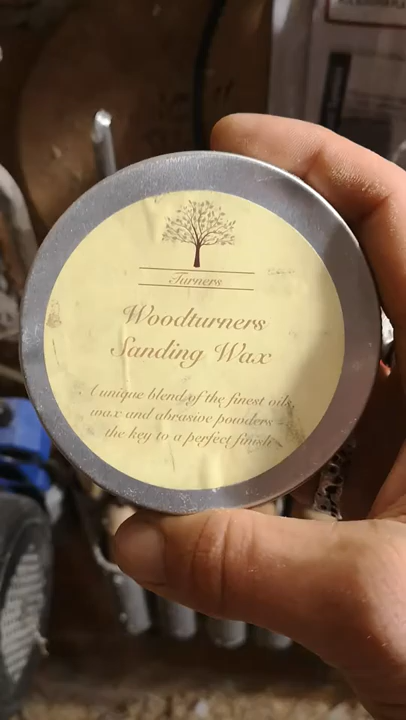 Turners
Woodturners
Sanding Wax
A unique blend of the finest oils,
wax and abrasive powders -
the key to a perfect finish